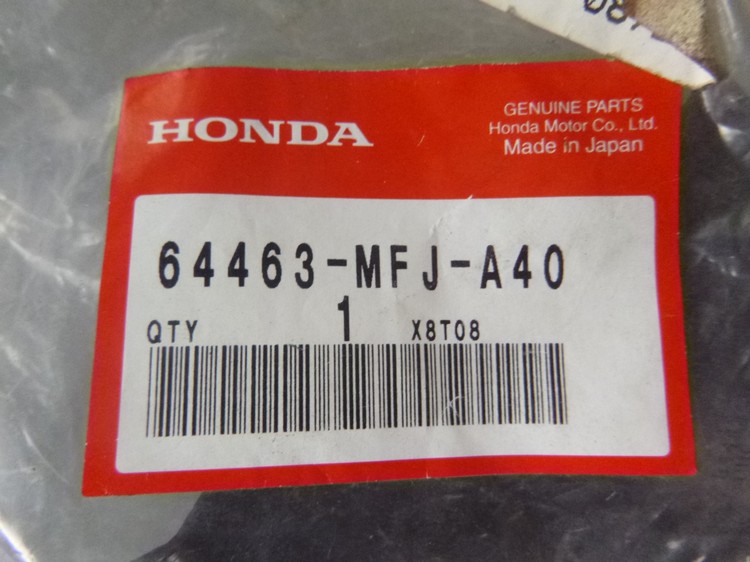 HONDA
GENUINE PARTS
Honda Motor Co., Ltd.
Made in Japan
64463-MFJ-A40
QTY 1 X8T08